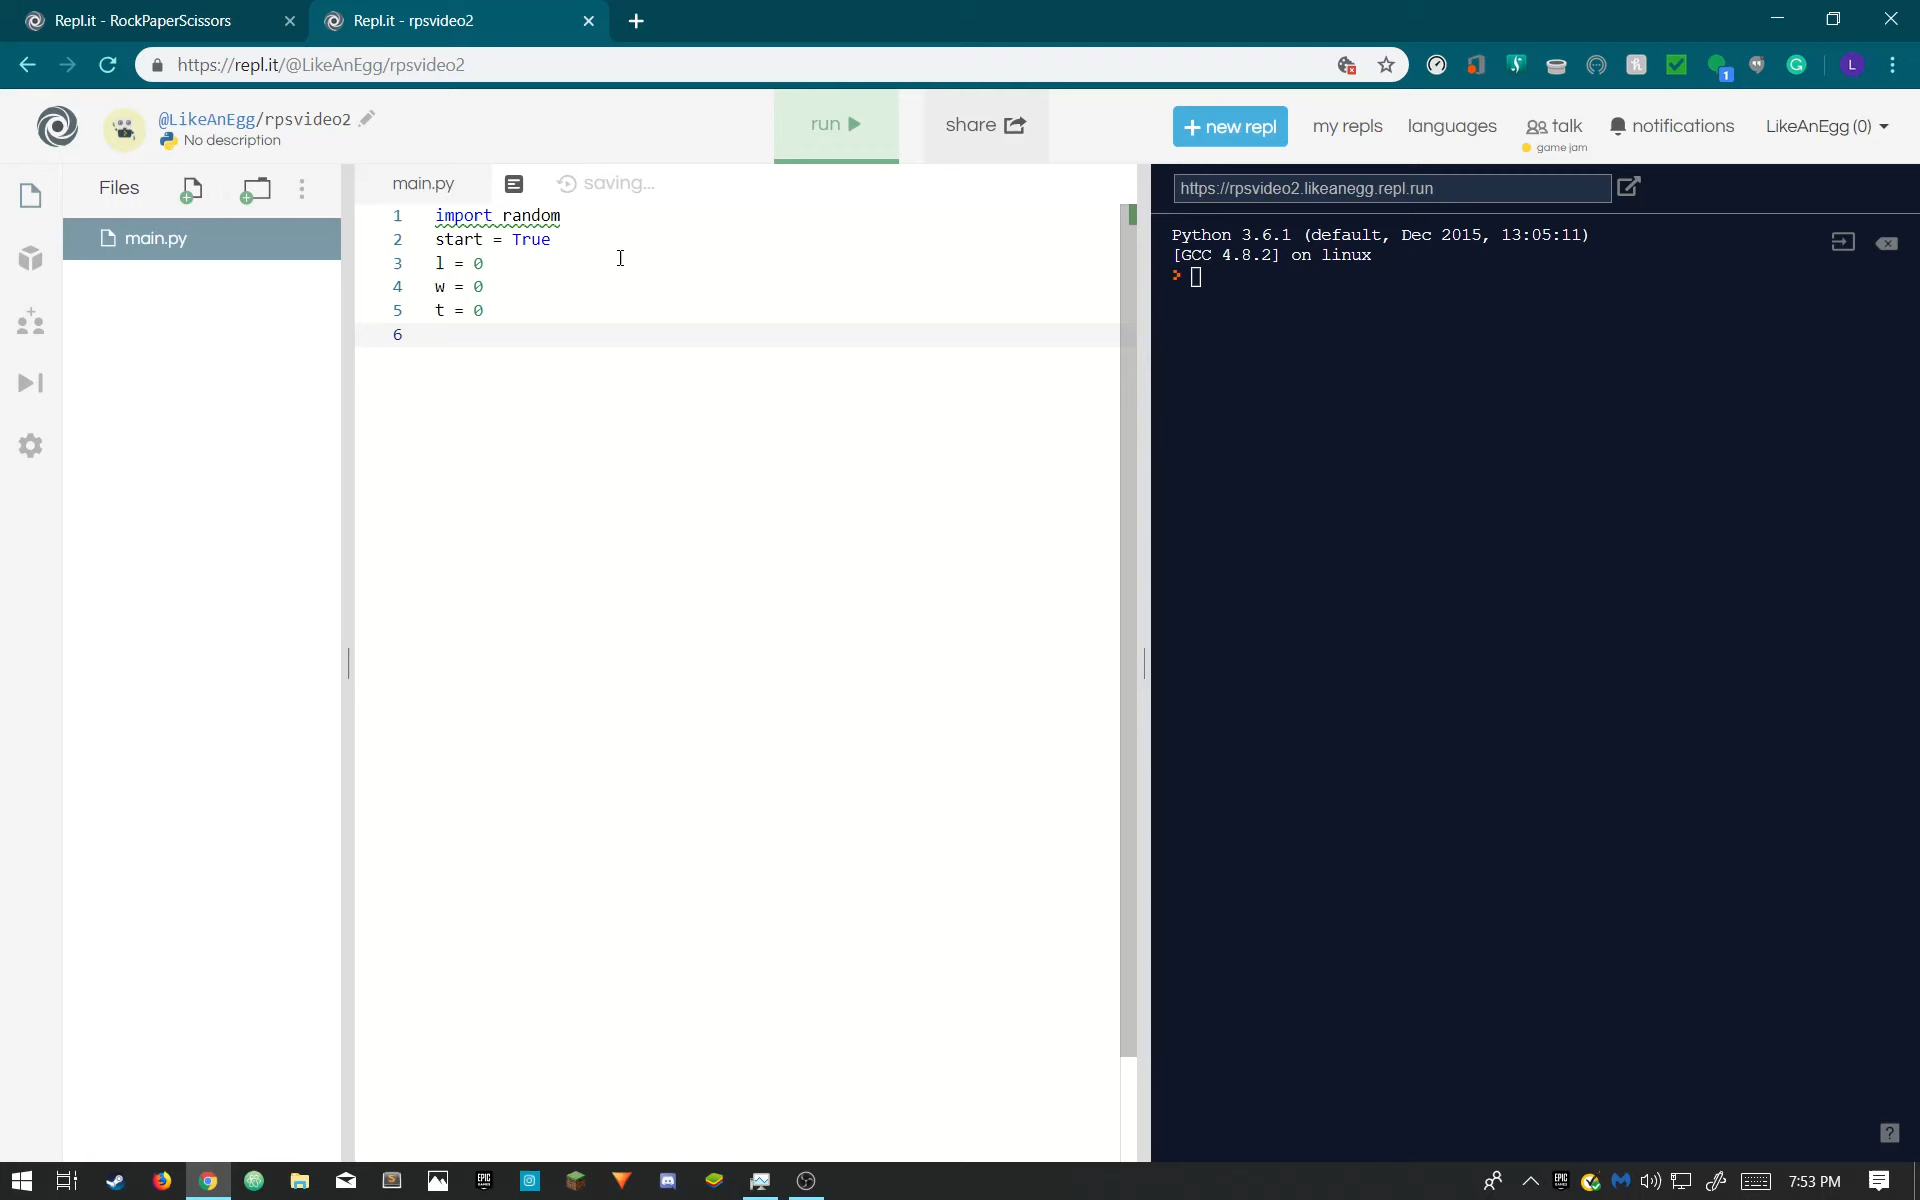 Repl.it - RockPaperScissors
Repl.it - rpsvideo2
https://repl.it/@LikeAnEgg/rpsvideo2
1
L
@LikeAnEgg/rpsvideo2
No description
run
share
+ new repl
my repls
languages
talk
game jam
notifications
LikeAnEgg (0)
Files
main.py
main.py
saving...
1 import random
2 start = True
3 l = 0
4 w = 0
5 t = 0
6
https://rpsvideo2.likeanegg.repl.run
Python 3.6.1 (default, Dec 2015, 13:05:11)
[GCC 4.8.2] on linux
>
?
7:53 PM